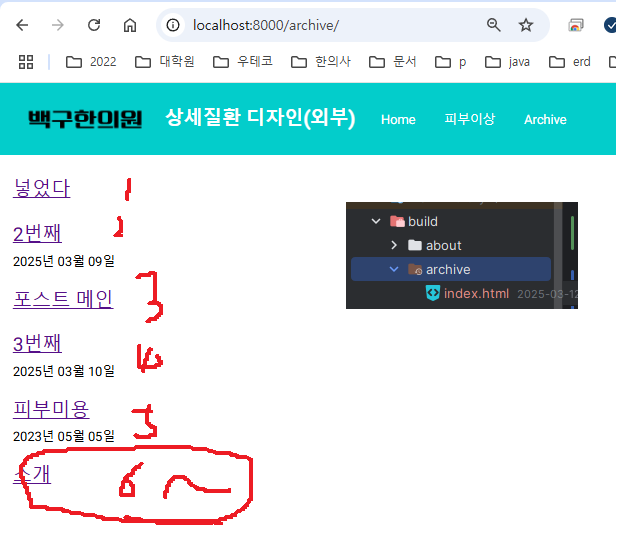 localhost:8000/archive/
2022 대학원 우테코 한의사 문서 p java erd
백구한의원 상세질환 디자인(외부) Home 피부이상 Archive
넣었다 1
2번째 2
2025년 03월 09일
포스트 메인 3
3번째 4
2025년 03월 10일
피부미용 5
2023년 05월 05일
소개 6 ~
build
about
archive
index.html 2025-03-12